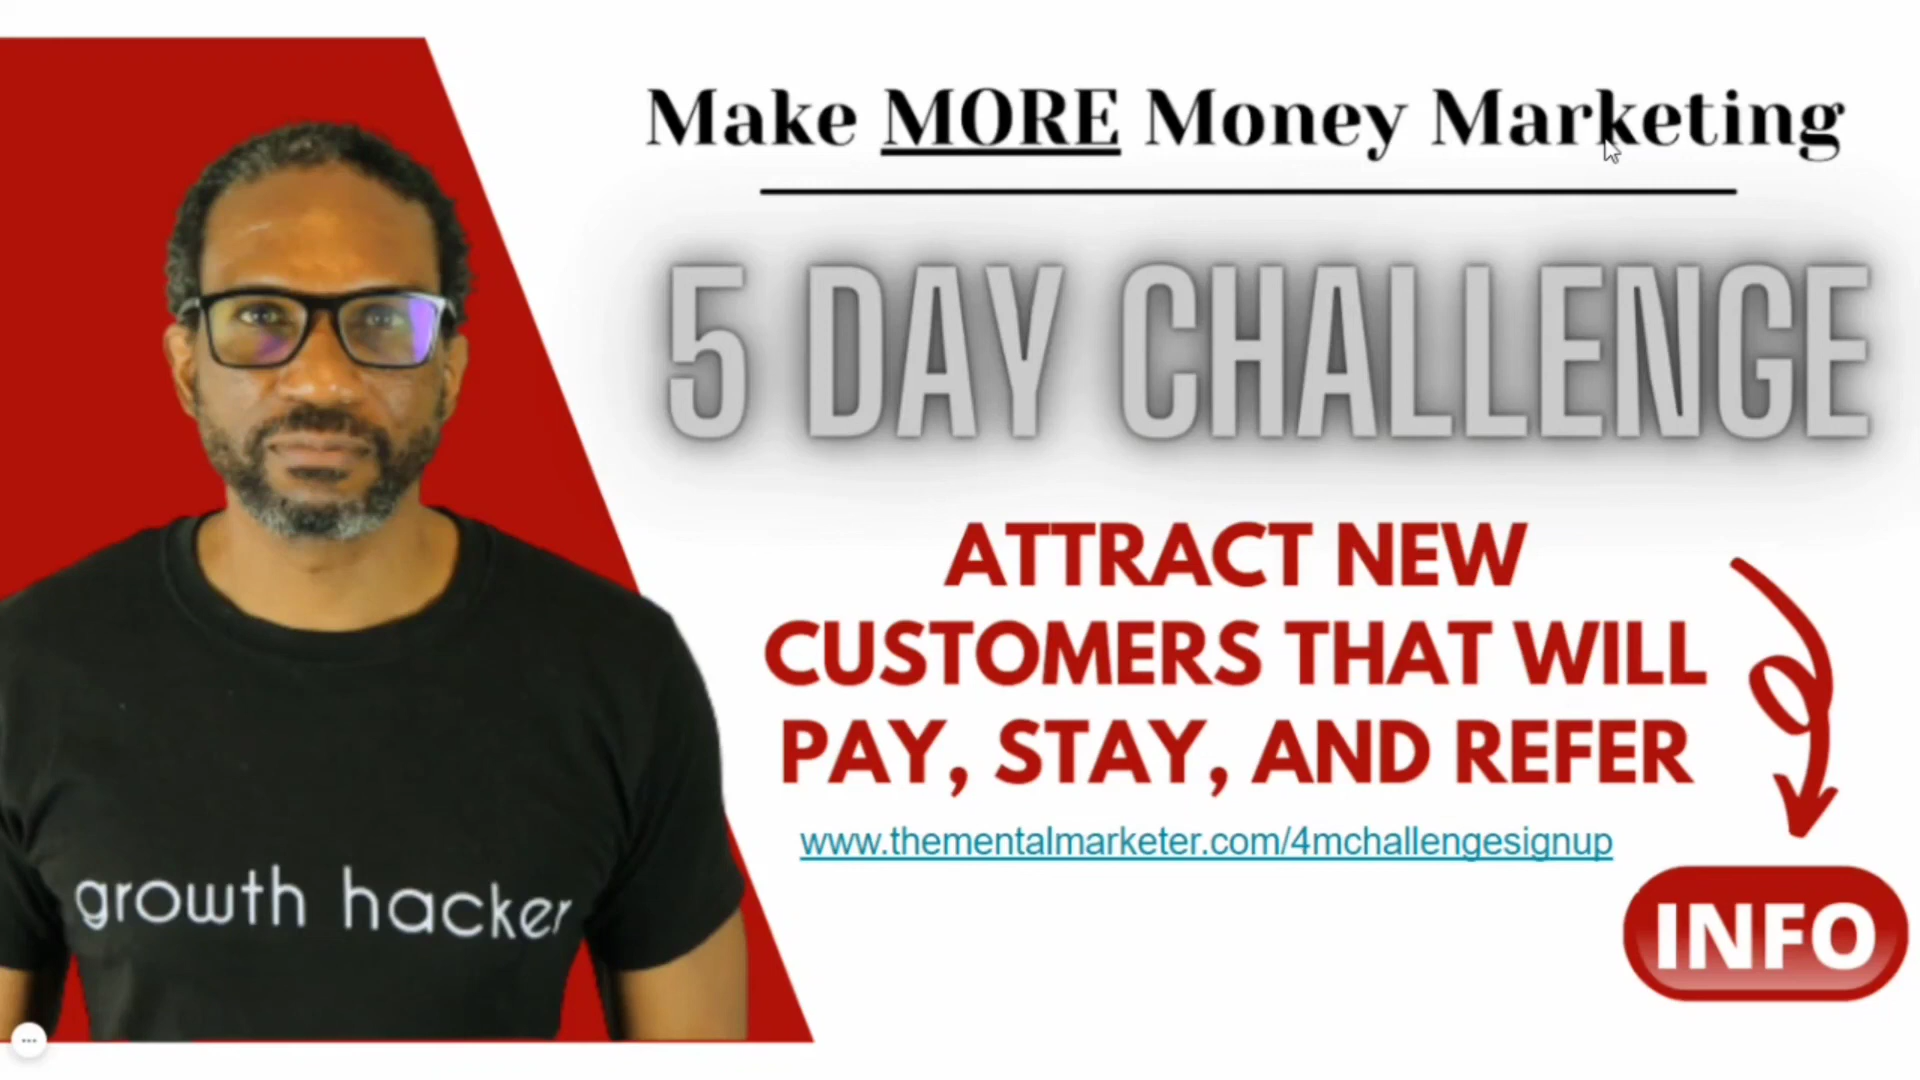 Make MORE Money Marketing
5 DAY CHALLENGE
ATTRACT NEW
CUSTOMERS THAT WILL
PAY, STAY, AND REFER
www.thementalmarketer.com/4mchallengesignup
INFO
growth hacker